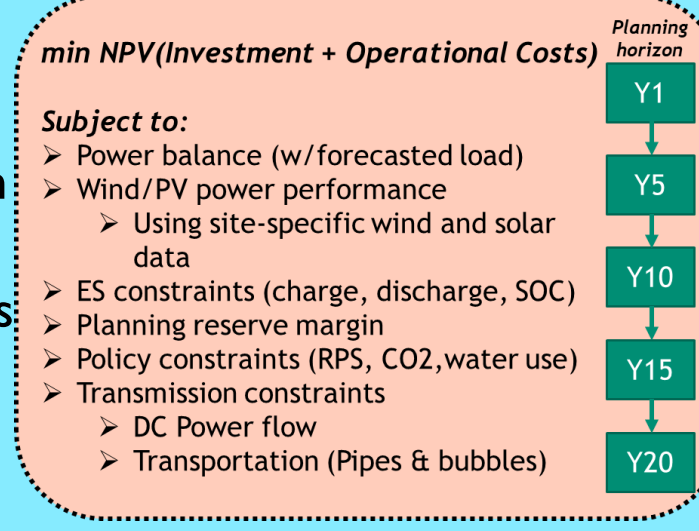 min NPV(Investment + Operational Costs)
Subject to:
➢ Power balance (w/forecasted load)
➢ Wind/PV power performance
➢ Using site-specific wind and solar
data
➢ ES constraints (charge, discharge, SOC)
➢ Planning reserve margin
➢ Policy constraints (RPS, CO2,water use)
➢ Transmission constraints
➢ DC Power flow
➢ Transportation (Pipes & bubbles)
Planning
horizon
Y1
Y5
Y10
Y15
Y20